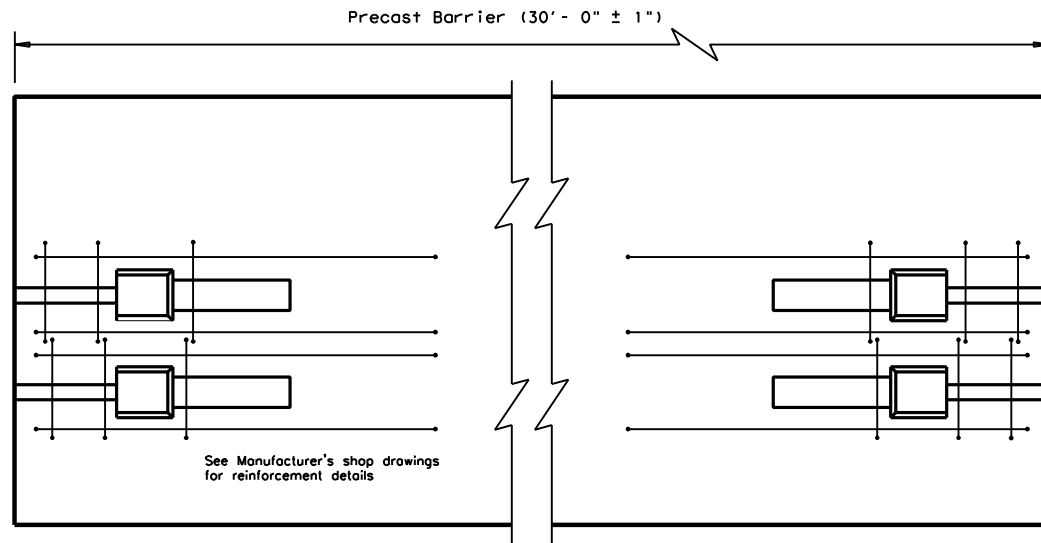 Precast Barrier (30'- 0" ± 1")
See Manufacturer's shop drawings
for reinforcement details